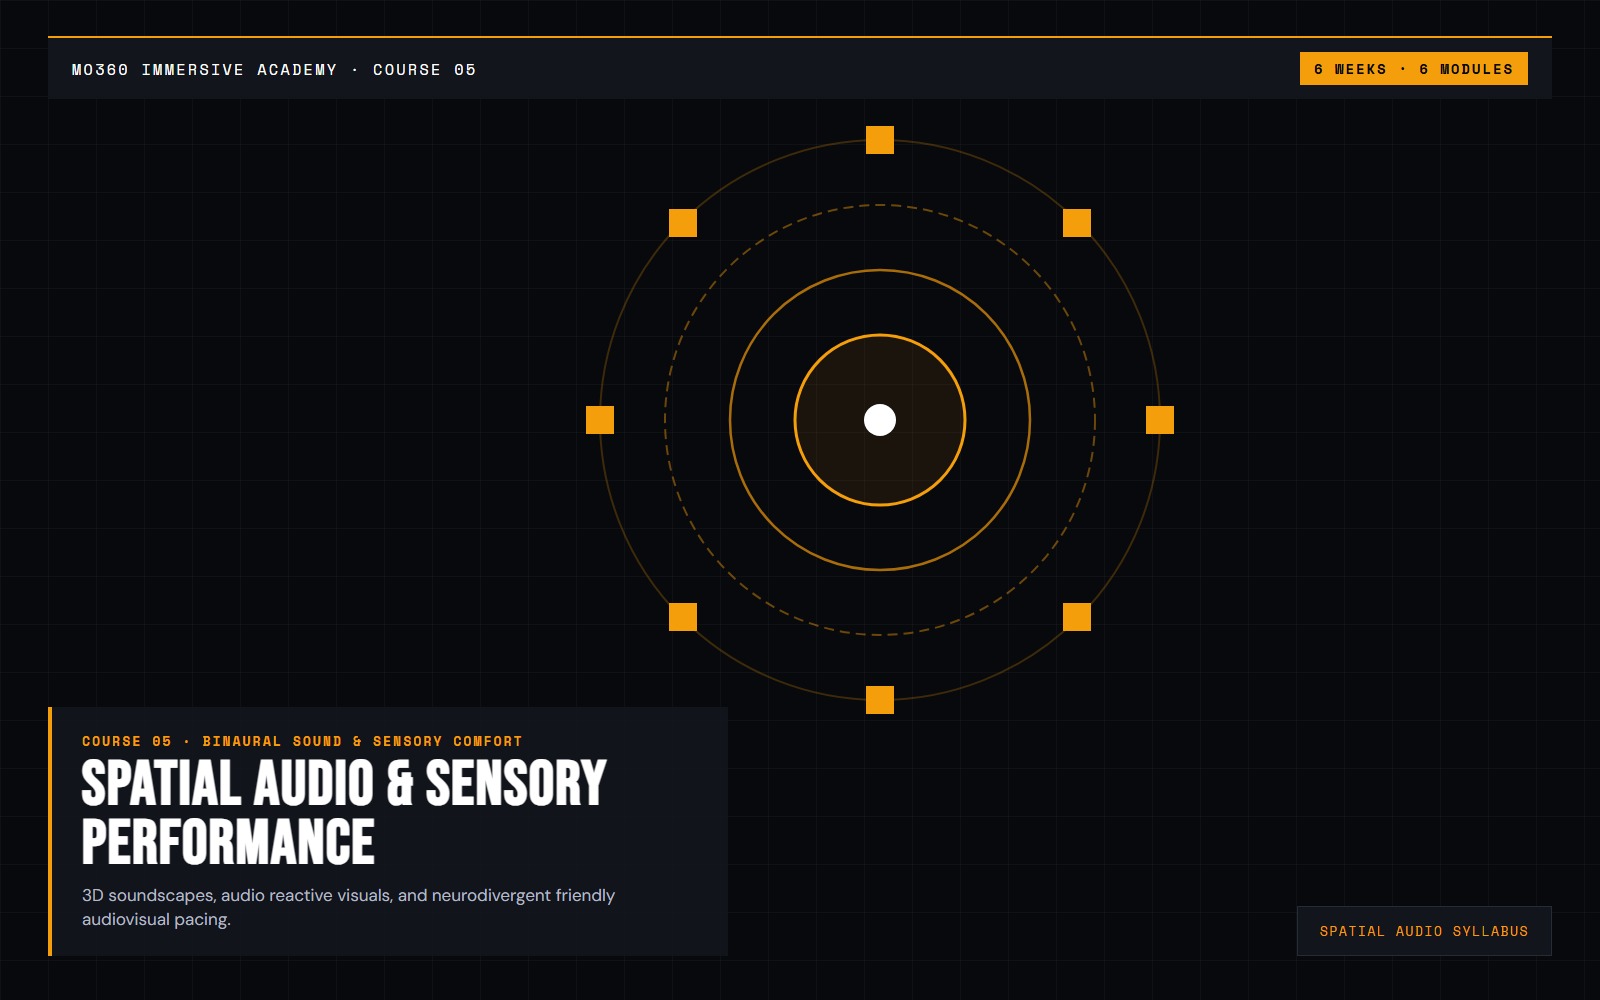 MO360 IMMERSIVE ACADEMY · COURSE 05
6 WEEKS · 6 MODULES
COURSE 05 · BINAURAL SOUND & SENSORY COMFORT
SPATIAL AUDIO & SENSORY
PERFORMANCE
3D soundscapes, audio reactive visuals, and neurodivergent friendly
audiovisual pacing.
SPATIAL AUDIO SYLLABUS